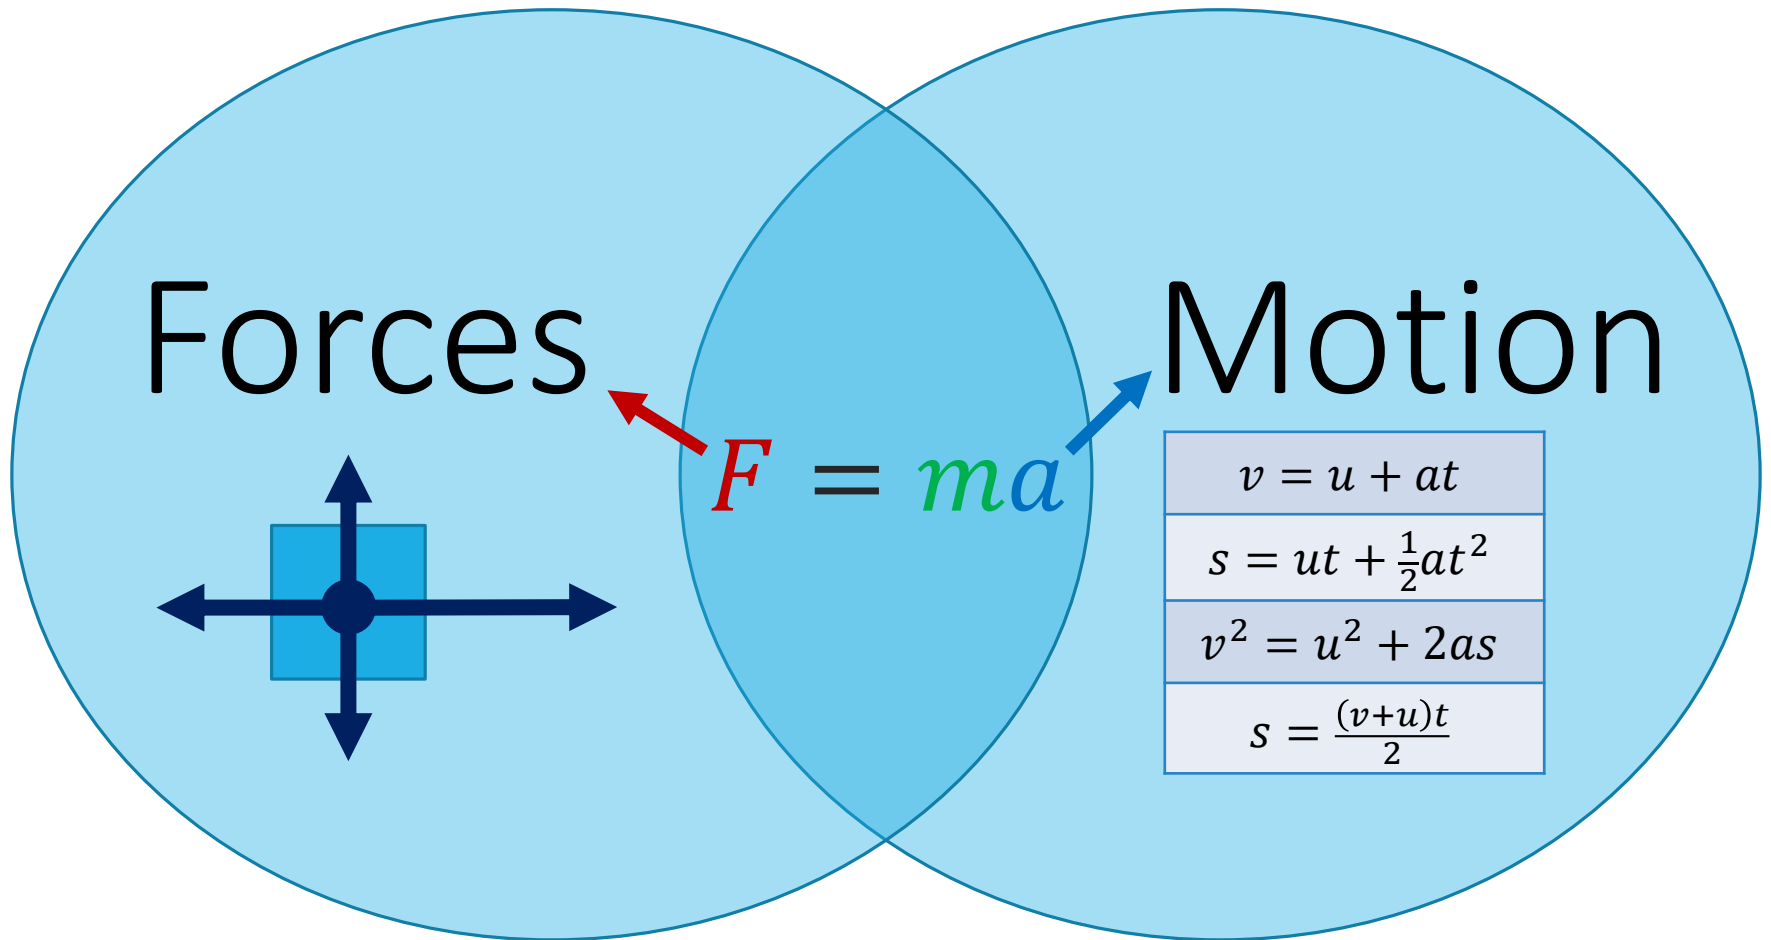 Forces
Motion
F = ma
v = u + at
s = ut + ½at²
v² = u² + 2as
s = (v+u)t/2